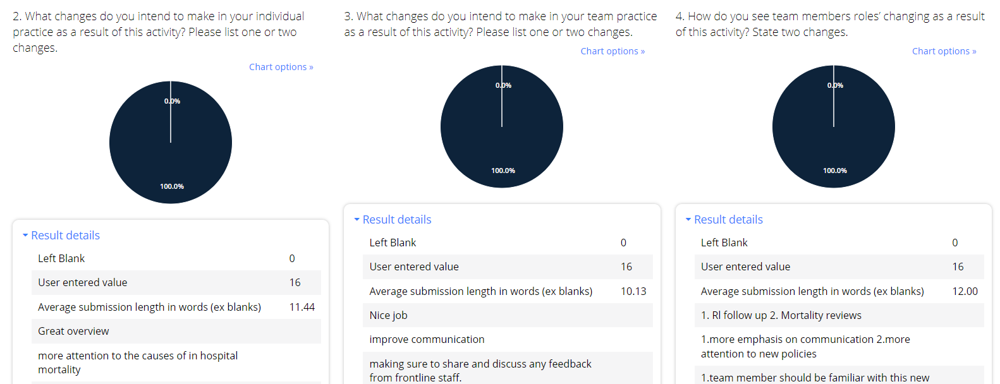 2. What changes do you intend to make in your individual
practice as a result of this activity? Please list one or two
changes.
Chart options »
0.0%
100.0%
Result details
Left Blank 0
User entered value 16
Average submission length in words (ex blanks) 11.44
Great overview
more attention to the causes of in hospital
mortality
3. What changes do you intend to make in your team practice
as a result of this activity? Please list one or two changes.
Chart options »
0.0%
100.0%
Result details
Left Blank 0
User entered value 16
Average submission length in words (ex blanks) 10.13
Nice job
improve communication
making sure to share and discuss any feedback
from frontline staff.
4. How do you see team members roles’ changing as a result
of this activity? State two changes.
Chart options »
0.0%
100.0%
Result details
Left Blank 0
User entered value 16
Average submission length in words (ex blanks) 12.00
1. Rl follow up 2. Mortality reviews
1.more emphasis on communication 2.more
attention to new policies
1.team member should be familiar with this new